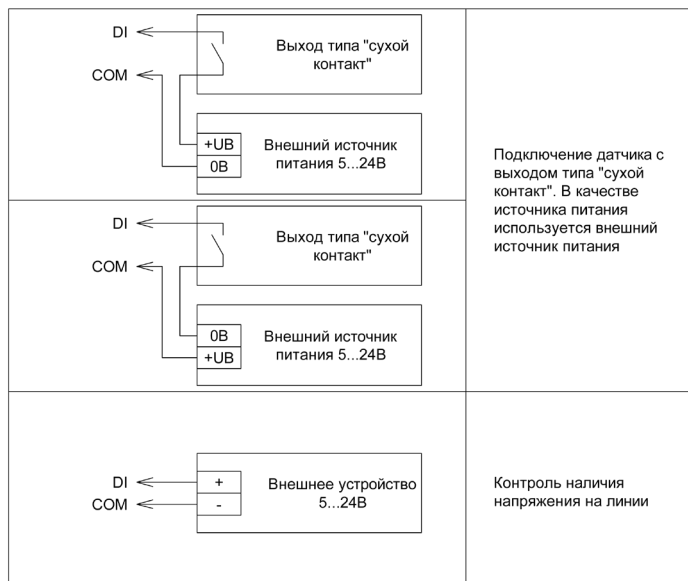 DI
Выход типа "сухой
контакт"
COM
+UB
0В
Внешний источник
питания 5...24В
DI
Выход типа "сухой
контакт"
COM
0В
+UB
Внешний источник
питания 5...24В
Подключение датчика с
выходом типа "сухой
контакт". В качестве
источника питания
используется внешний
источник питания
DI
COM
+
-
Внешнее устройство
5...24В
Контроль наличия
напряжения на линии